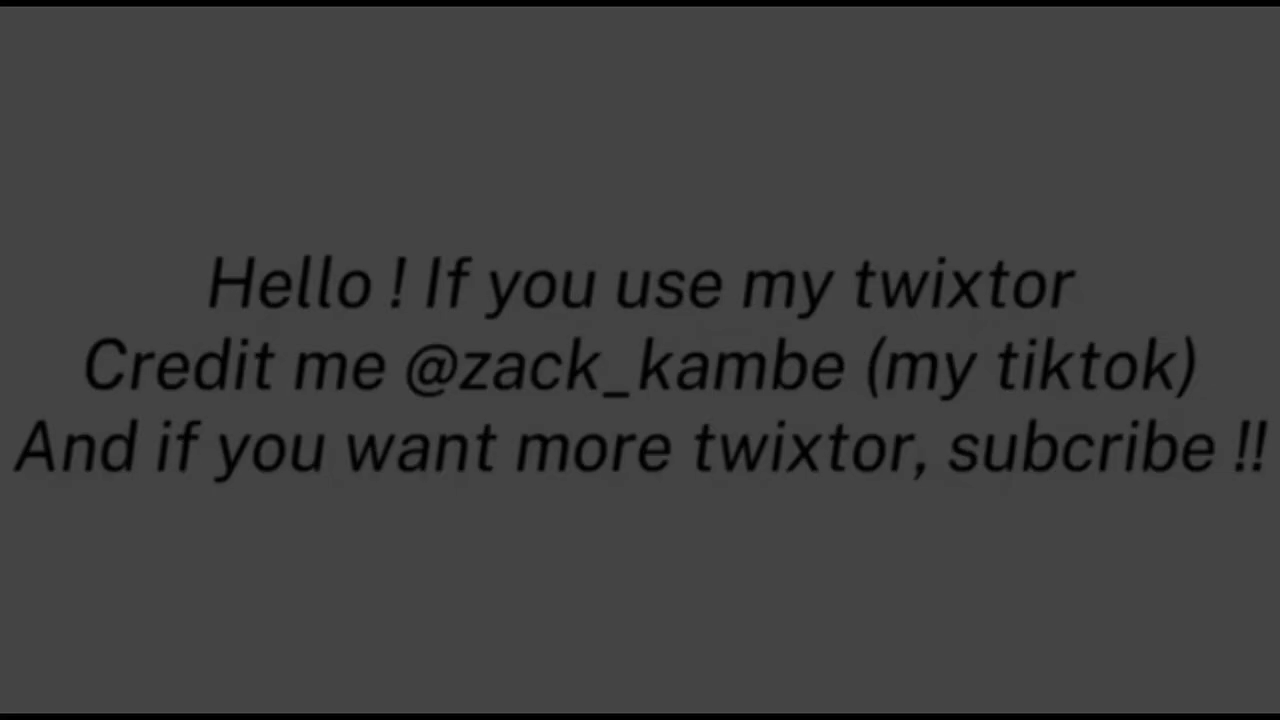 Hello ! If you use my twixtor
Credit me @zack_kambe (my tiktok)
And if you want more twixtor, subcribe !!